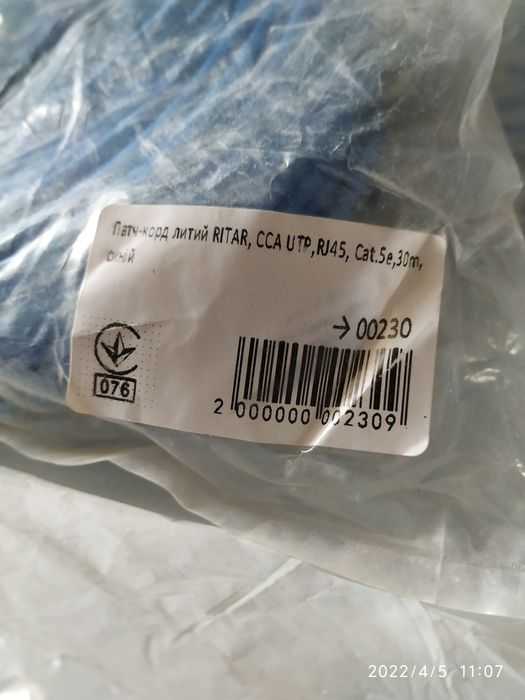 Патч-корд литий RITAR, CCA UTP, RJ45, Cat.5e,30m,
синій
→ 00230
076
2 000000 002309
2022/4/5 11:07